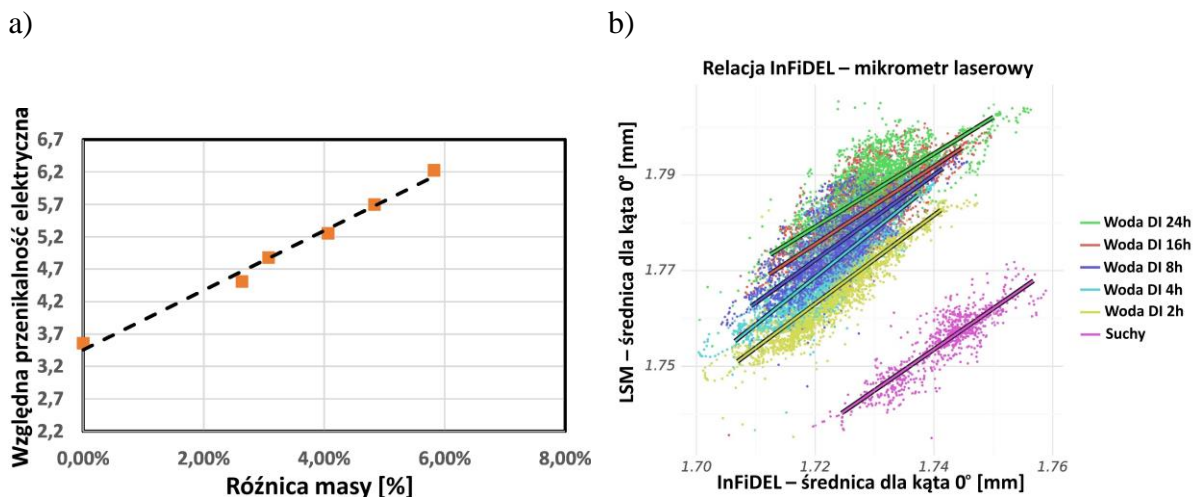 a)
Względna przenikalność elektryczna
6,7
6,2
5,7
5,2
4,7
4,2
3,7
3,2
2,7
2,2
0,00%
2,00%
4,00%
6,00%
8,00%
Różnica masy [%]
b)
Relacja InFiDEL – mikrometr laserowy
LSM – średnica dla kąta 0° [mm]
1.79
1.77
1.75
1.70
1.72
1.74
1.76
InFiDEL – średnica dla kąta 0° [mm]
Woda DI 24h
Woda DI 16h
Woda DI 8h
Woda DI 4h
Woda DI 2h
Suchy